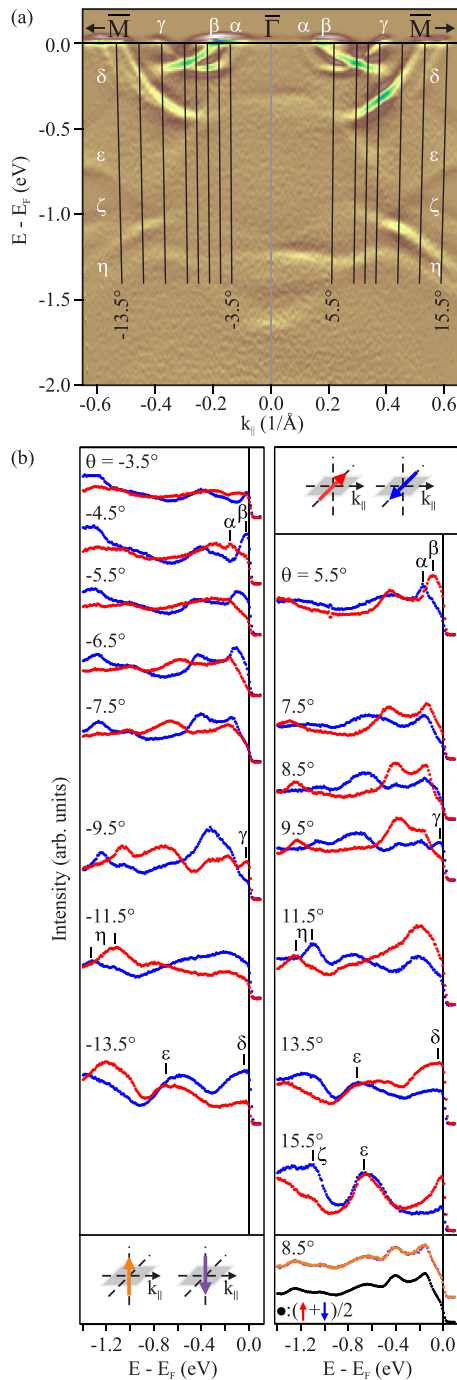 (a)
← M̅ γ β α Γ̅ α β γ M̅ →
0.0
δ δ
-0.5
ε ε
E - E_F (eV)
-1.0
ζ ζ
η η
-1.5
-13.5° -3.5° 5.5° 15.5°
-2.0
-0.6 -0.4 -0.2 0.0 0.2 0.4 0.6
k_∥ (1/Å)
(b)
θ = -3.5°
-4.5°
α β
-5.5°
-6.5°
-7.5°
-9.5°
γ
-11.5°
η
-13.5°
ε δ
k_∥ k_∥
-1.2 -0.8 -0.4 0.0
E - E_F (eV)
Intensity (arb. units)
k_∥ k_∥
θ = 5.5°
α β
7.5°
8.5°
9.5°
γ
11.5°
η
13.5°
ε δ
15.5°
ζ ε
8.5°
●:(↑+↓)/2
-1.2 -0.8 -0.4 0.0
E - E_F (eV)